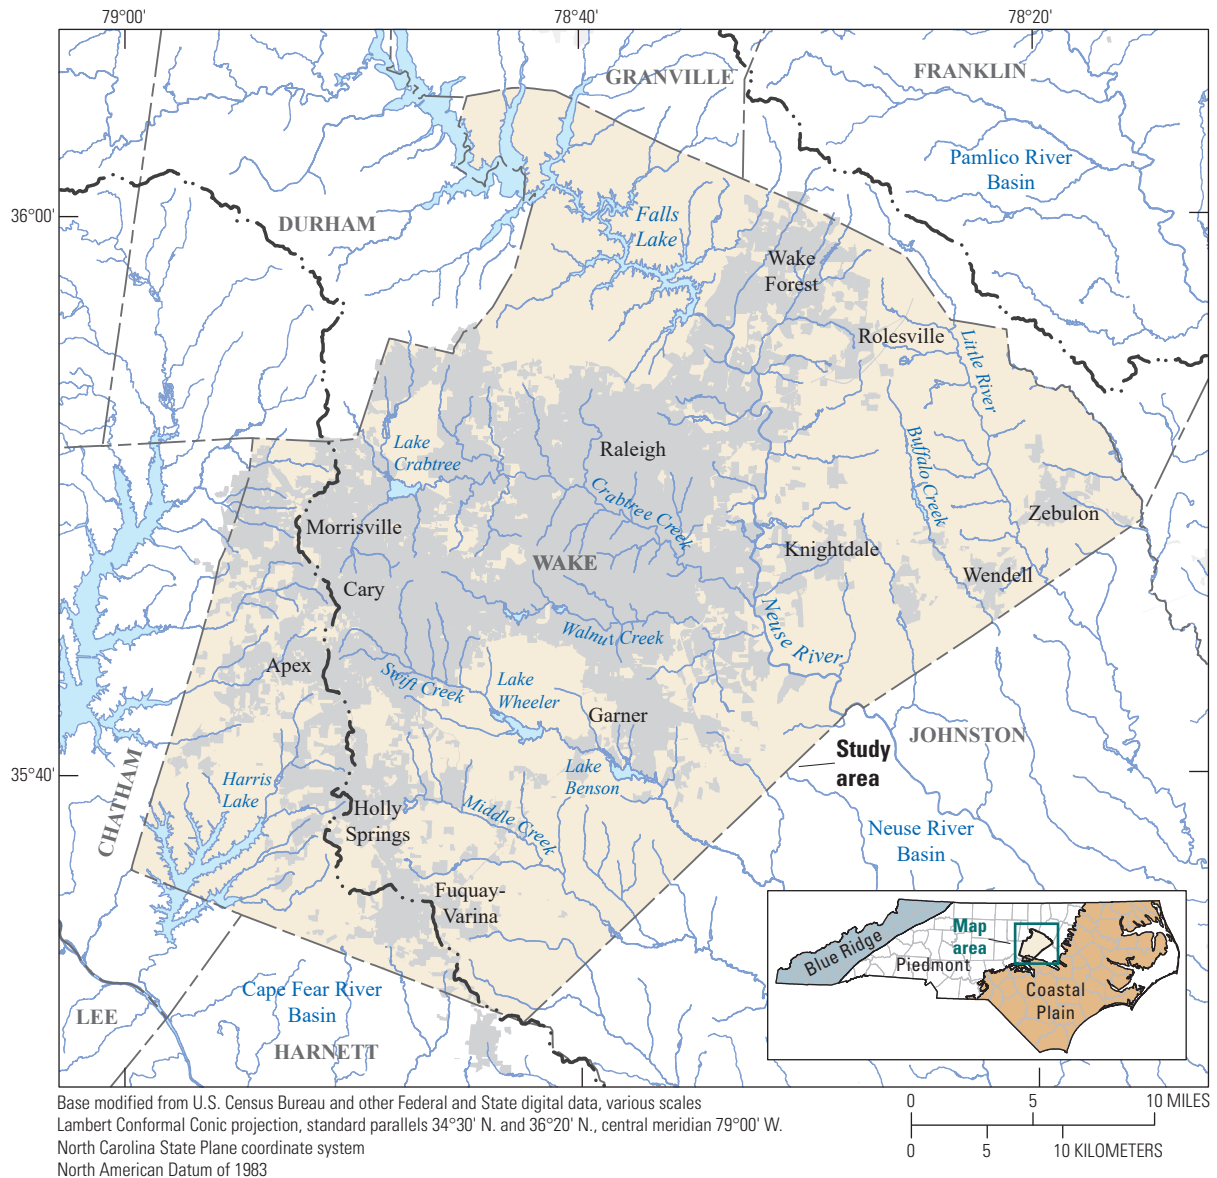 79°00'
78°40'
78°20'
GRANVILLE
FRANKLIN
Pamlico River
Basin
36°00'
DURHAM
Falls
Lake
Wake
Forest
Rolesville
Little River
Lake
Crabtree
Raleigh
Buffalo Creek
Crabtree Creek
Morrisville
Zebulon
WAKE
Knightdale
Cary
Wendell
Neuse River
Walnut Creek
Apex
Swift Creek
Lake
Wheeler
Garner
JOHNSTON
Study
area
35°40'
CHATHAM
Harris
Lake
Lake
Benson
Holly
Springs
Middle Creek
Neuse River
Basin
Fuquay-
Varina
Map
area
Blue Ridge
Piedmont
Coastal
Plain
Cape Fear River
Basin
LEE
HARNETT
Base modified from U.S. Census Bureau and other Federal and State digital data, various scales
Lambert Conformal Conic projection, standard parallels 34°30' N. and 36°20' N., central meridian 79°00' W.
North Carolina State Plane coordinate system
North American Datum of 1983
0 5 10 MILES
0 5 10 KILOMETERS